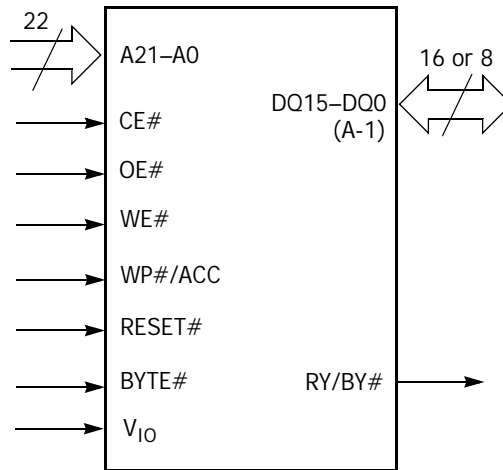 22
16 or 8
A21–A0
DQ15–DQ0
(A-1)
CE#
OE#
WE#
WP#/ACC
RESET#
BYTE#
RY/BY#
VIO